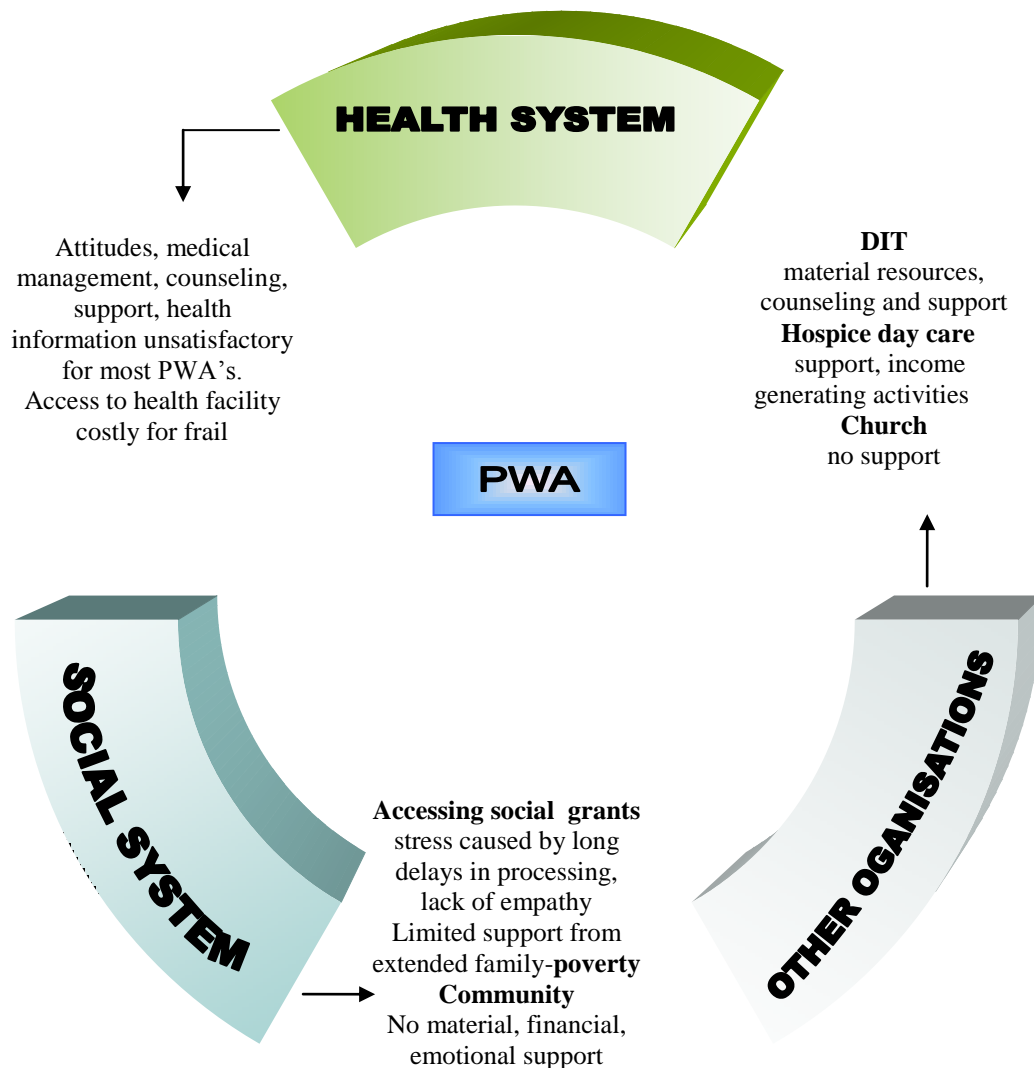 HEALTH SYSTEM
Attitudes, medical
management, counseling,
support, health
information unsatisfactory
for most PWA’s.
Access to health facility
costly for frail
DIT
material resources,
counseling and support
Hospice day care
support, income
generating activities
Church
no support
PWA
SOCIAL SYSTEM
Accessing social grants
stress caused by long
delays in processing,
lack of empathy
Limited support from
extended family-poverty
Community
No material, financial,
emotional support
OTHER OGANISATIONS